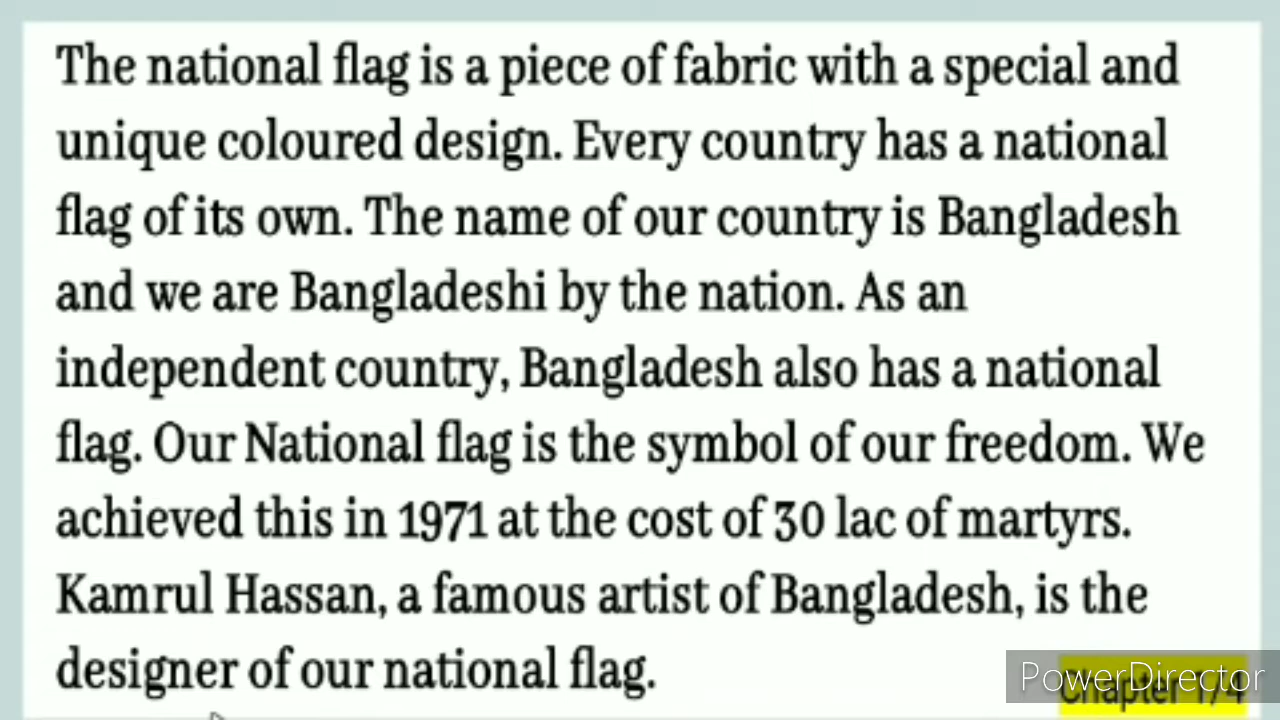 The national flag is a piece of fabric with a special and
unique coloured design. Every country has a national
flag of its own. The name of our country is Bangladesh
and we are Bangladeshi by the nation. As an
independent country, Bangladesh also has a national
flag. Our National flag is the symbol of our freedom. We
achieved this in 1971 at the cost of 30 lac of martyrs.
Kamrul Hassan, a famous artist of Bangladesh, is the
designer of our national flag.
PowerDirector
Chapter 1/4